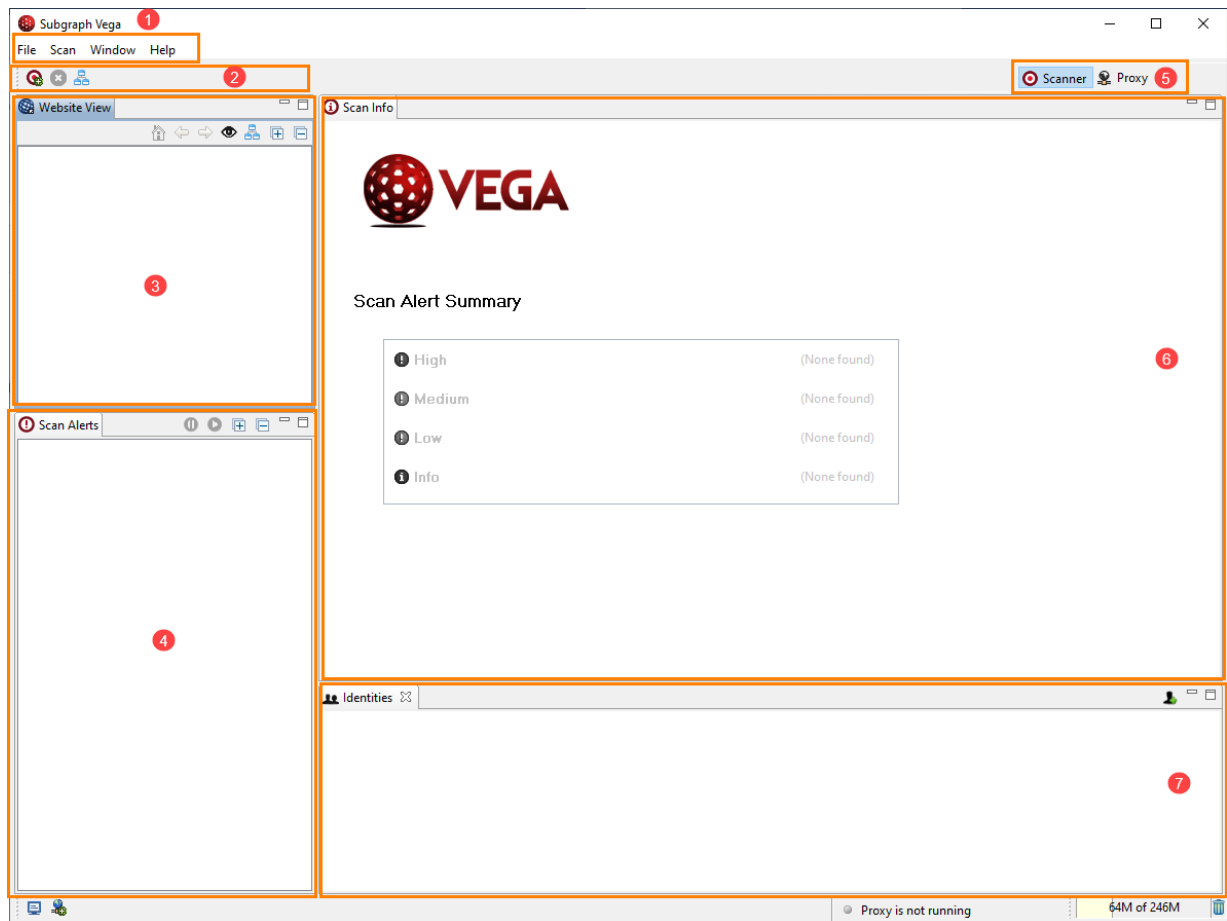 Subgraph Vega 1
File Scan Window Help
2
Scanner Proxy 5
Website View
Scan Info
VEGA
3
Scan Alert Summary
High (None found)
6
Medium (None found)
Low (None found)
Info (None found)
Scan Alerts
4
Identities
7
Proxy is not running
64M of 246M